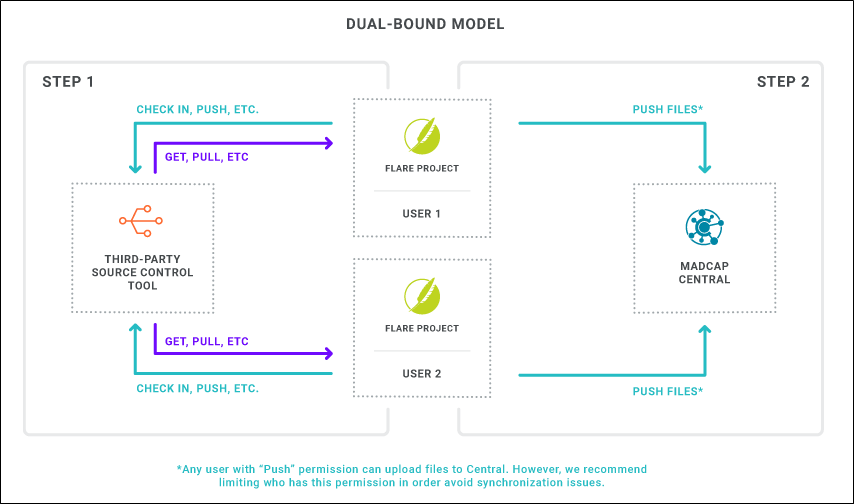 DUAL-BOUND MODEL
STEP 1
STEP 2
CHECK IN, PUSH, ETC.
GET, PULL, ETC
FLARE PROJECT
USER 1
PUSH FILES*
THIRD-PARTY
SOURCE CONTROL
TOOL
MADCAP
CENTRAL
FLARE PROJECT
USER 2
GET, PULL, ETC
CHECK IN, PUSH, ETC.
PUSH FILES*
*Any user with “Push” permission can upload files to Central. However, we recommend
limiting who has this permission in order avoid synchronization issues.